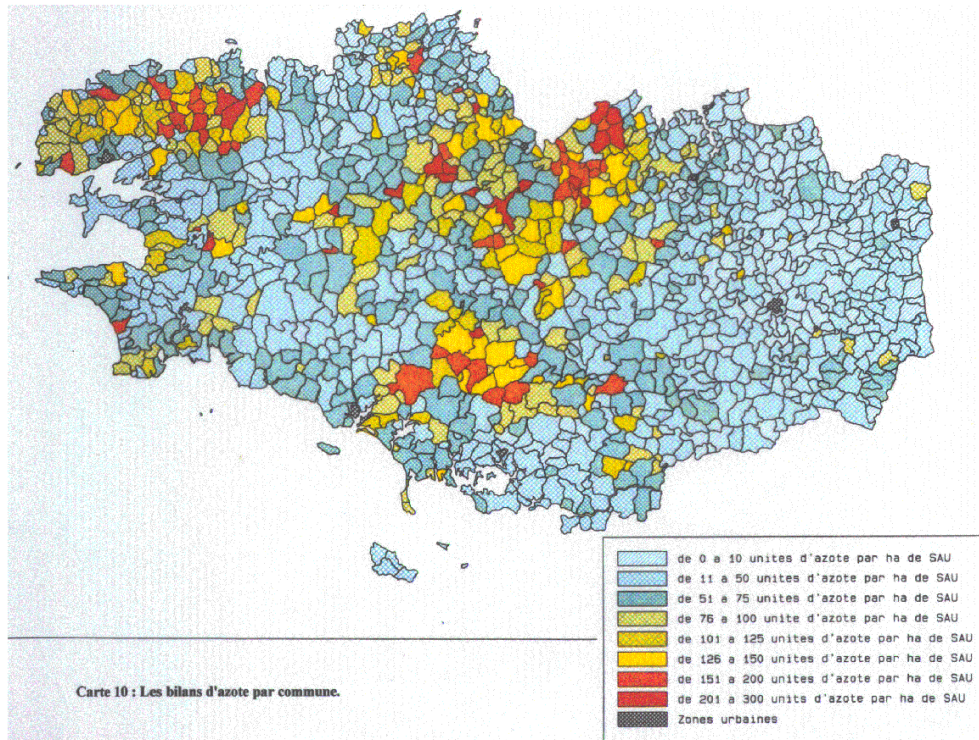 de 0 a 10 unites d'azote par ha de SAU
de 11 a 50 unites d'azote par ha de SAU
de 51 a 75 unites d'azote par ha de SAU
de 76 a 100 unite d'azote par ha de SAU
de 101 a 125 unites d'azote par ha de SAU
de 126 a 150 unites d'azote par ha de SAU
de 151 a 200 unites d'azote par ha de SAU
de 201 a 300 units d'azote par ha de SAU
Zones urbaines
Carte 10 : Les bilans d'azote par commune.